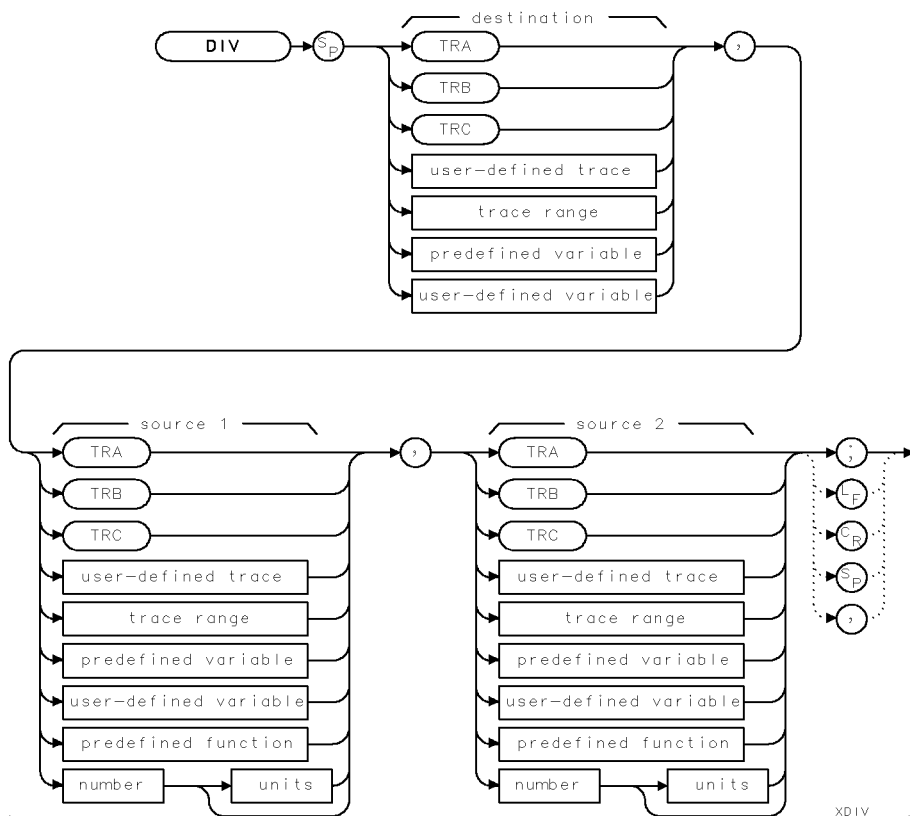 destination
DIV
SP
TRA
,
TRB
TRC
user-defined trace
trace range
predefined variable
user-defined variable
source 1
source 2
TRA
,
TRA
;
TRB
TRB
LF
TRC
TRC
CR
user-defined trace
user-defined trace
SP
trace range
trace range
,
predefined variable
predefined variable
user-defined variable
user-defined variable
predefined function
predefined function
number
units
number
units
XDIV